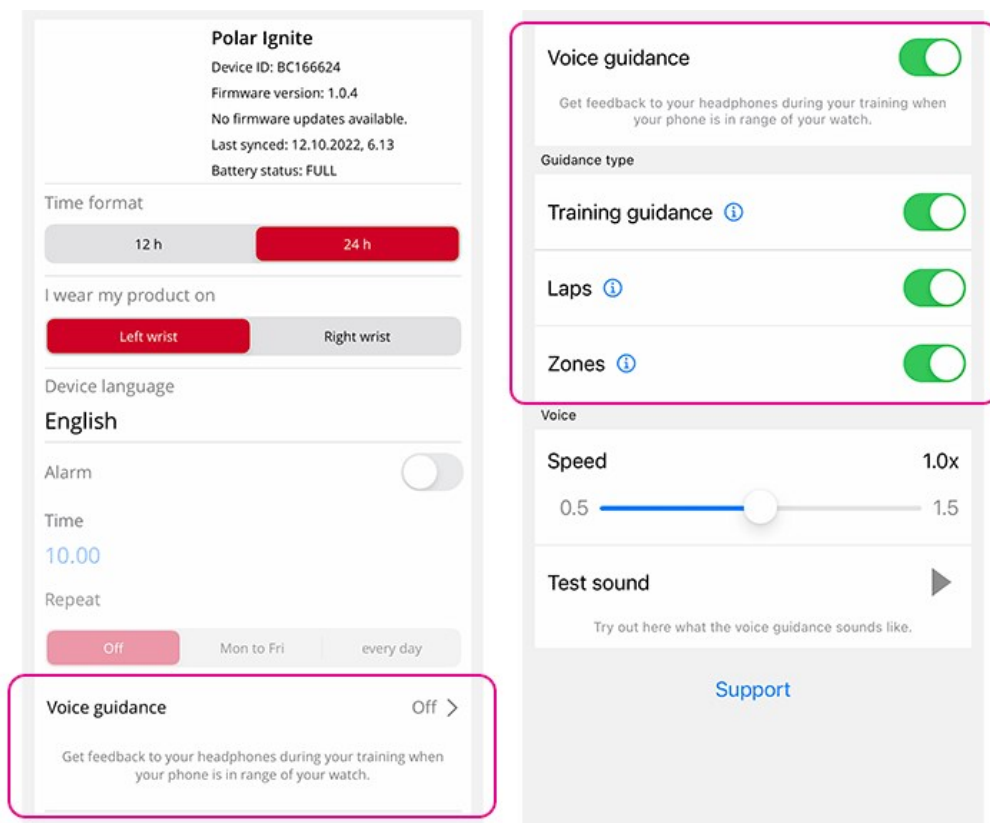 Polar Ignite
Device ID: BC166624
Firmware version: 1.0.4
No firmware updates available.
Last synced: 12.10.2022, 6.13
Battery status: FULL
Time format
12 h
24 h
I wear my product on
Left wrist
Right wrist
Device language
English
Alarm
Time
10.00
Repeat
Off
Mon to Fri
every day
Voice guidance
Off
Get feedback to your headphones during your training when
your phone is in range of your watch.
Voice guidance
Get feedback to your headphones during your training when
your phone is in range of your watch.
Guidance type
Training guidance
Laps
Zones
Voice
Speed
1.0x
0.5
1.5
Test sound
Try out here what the voice guidance sounds like.
Support